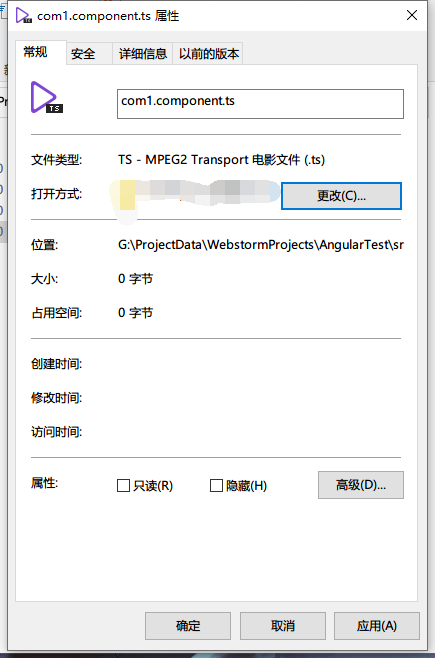 com1.component.ts 属性
常规
安全
详细信息
以前的版本
TS
com1.component.ts
文件类型: TS - MPEG2 Transport 电影文件 (.ts)
打开方式: 更改(C)...
位置: G:\ProjectData\WebstormProjects\AngularTest\sr
大小: 0 字节
占用空间: 0 字节
创建时间:
修改时间:
访问时间:
属性: 只读(R) 隐藏(H) 高级(D)...
确定 取消 应用(A)